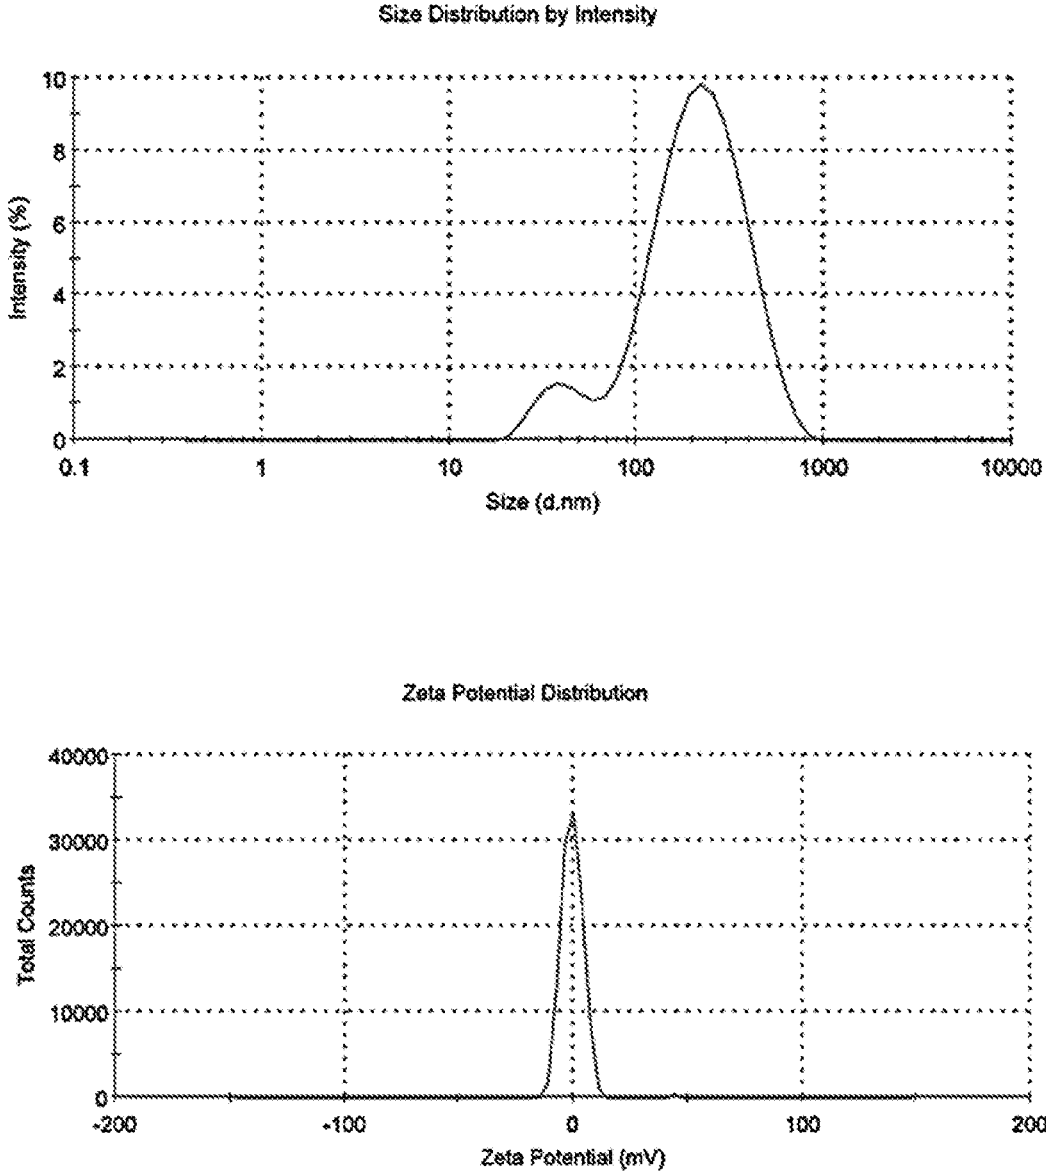 Size Distribution by Intensity
10
8
6
4
2
0
Intensity (%)
0.1 1 10 100 1000 10000
Size (d.nm)
Zeta Potential Distribution
40000
30000
20000
10000
0
Total Counts
-200 -100 0 100 200
Zeta Potential (mV)